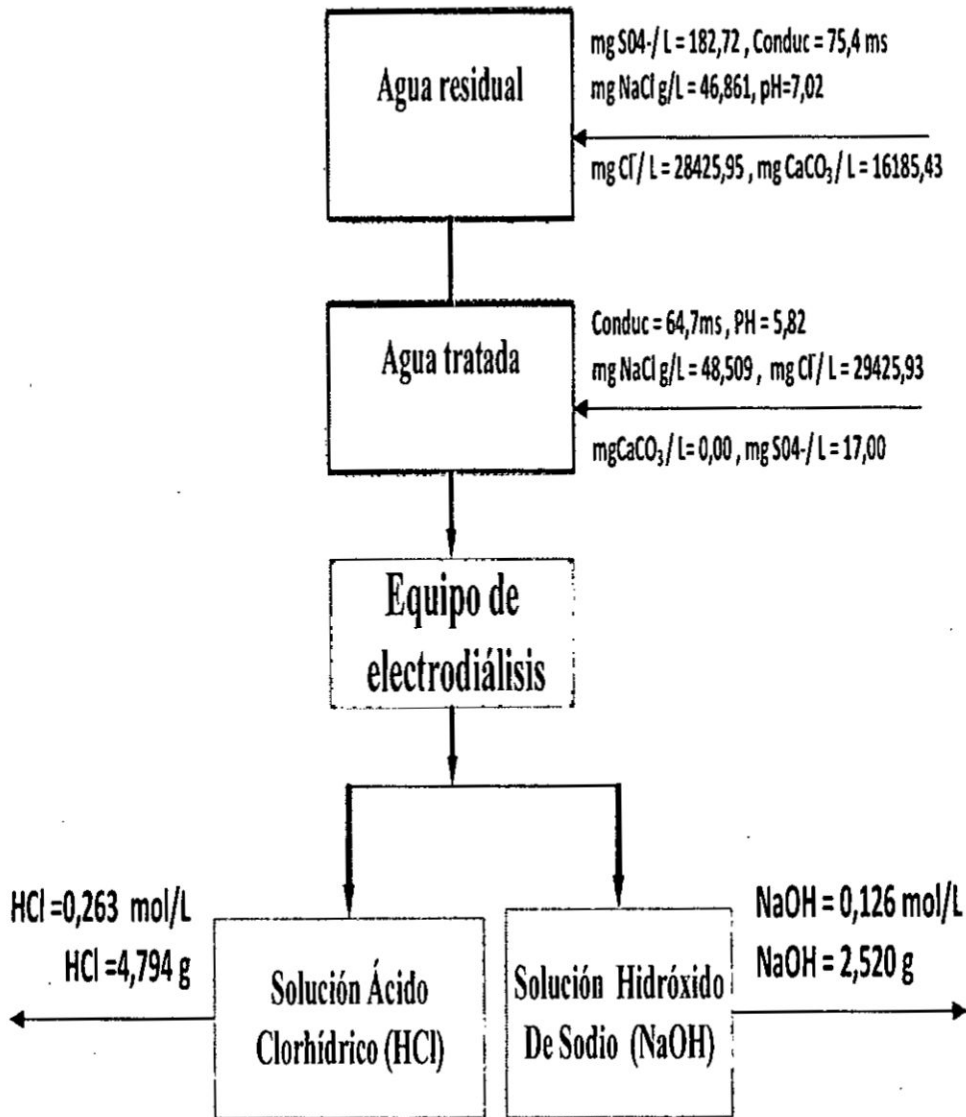 mg S04-/ L = 182,72 , Conduc = 75,4 ms
Agua residual
mg NaCl g/L = 46,861, pH=7,02
mg Cl⁻/ L = 28425,95 , mg CaCO₃/ L = 16185,43
Conduc = 64,7ms , PH = 5,82
Agua tratada
mg NaCl g/L = 48,509 , mg Cl⁻/ L = 29425,93
mgCaCO₃/ L= 0,00 , mg S04-/ L = 17,00
Equipo de
electrodiálisis
HCl =0,263 mol/L
HCl =4,794 g
Solución Ácido
Clorhídrico (HCl)
Solución Hidróxido
De Sodio (NaOH)
NaOH = 0,126 mol/L
NaOH = 2,520 g